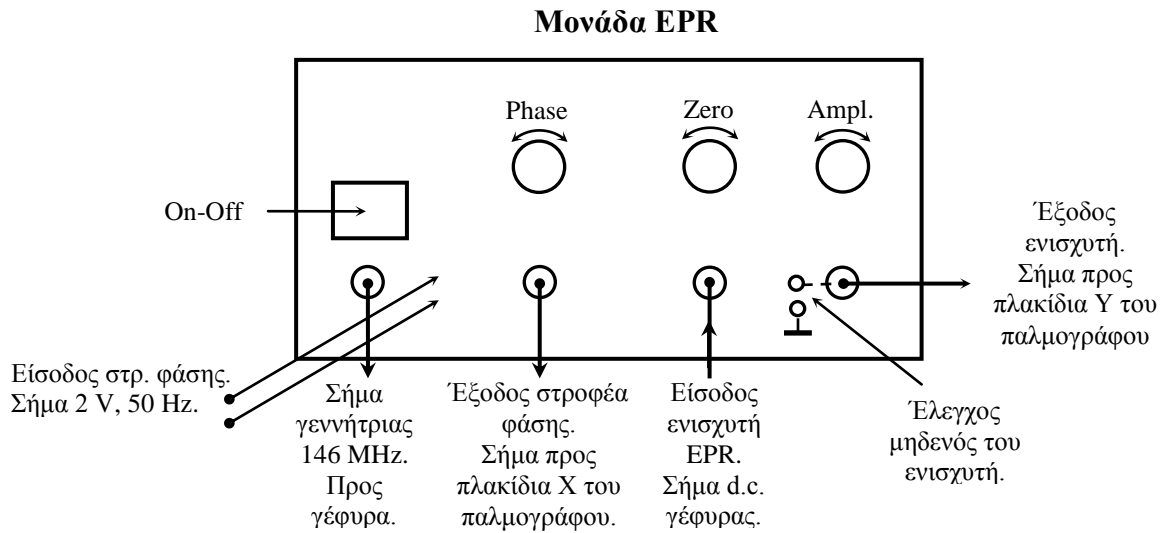 Μονάδα EPR
Phase
Zero
Ampl.
On-Off
Έξοδος
ενισχυτή.
Σήμα προς
πλακίδια Υ του
παλμογράφου
Είσοδος στρ. φάσης.
Σήμα 2 V, 50 Hz.
Σήμα
γεννήτριας
146 MHz.
Προς
γέφυρα.
Έξοδος στροφέα
φάσης.
Σήμα προς
πλακίδια Χ του
παλμογράφου.
Είσοδος
ενισχυτή
EPR.
Σήμα d.c.
γέφυρας.
Έλεγχος
μηδενός του
ενισχυτή.